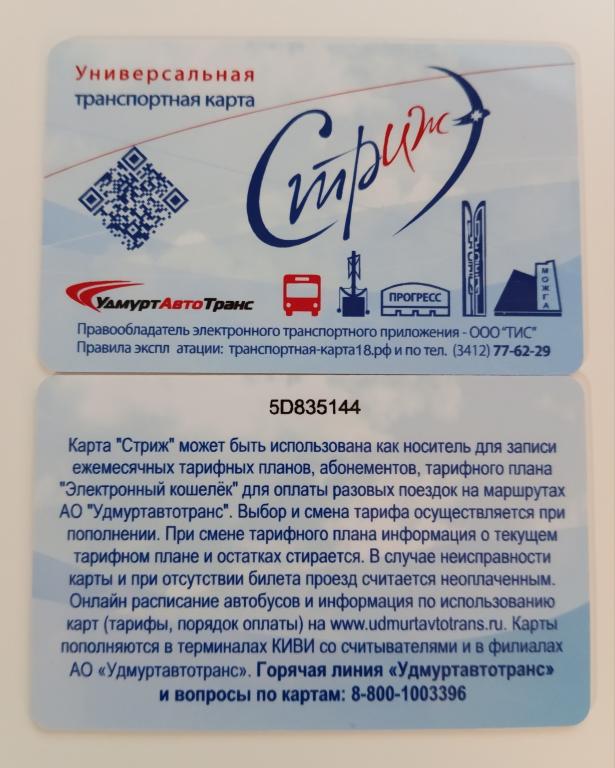 Универсальная
транспортная карта
Стриж
УдмуртАвтоТранс
ПРОГРЕСС
МОЖГА
Правообладатель электронного транспортного приложения - ООО "ТИС"
Правила экспл атации: транспортная-карта18.рф и по тел. (3412) 77-62-29
5D835144
Карта "Стриж" может быть использована как носитель для записи
ежемесячных тарифных планов, абонементов, тарифного плана
"Электронный кошелёк" для оплаты разовых поездок на маршрутах
АО "Удмуртавтотранс". Выбор и смена тарифа осуществляется при
пополнении. При смене тарифного плана информация о текущем
тарифном плане и остатках стирается. В случае неисправности
карты и при отсутствии билета проезд считается неоплаченным.
Онлайн расписание автобусов и информация по использованию
карт (тарифы, порядок оплаты) на www.udmurtavtotrans.ru. Карты
пополняются в терминалах КИВИ со считывателями и в филиалах
АО «Удмуртавтотранс». Горячая линия «Удмуртавтотранс»
и вопросы по картам: 8-800-1003396